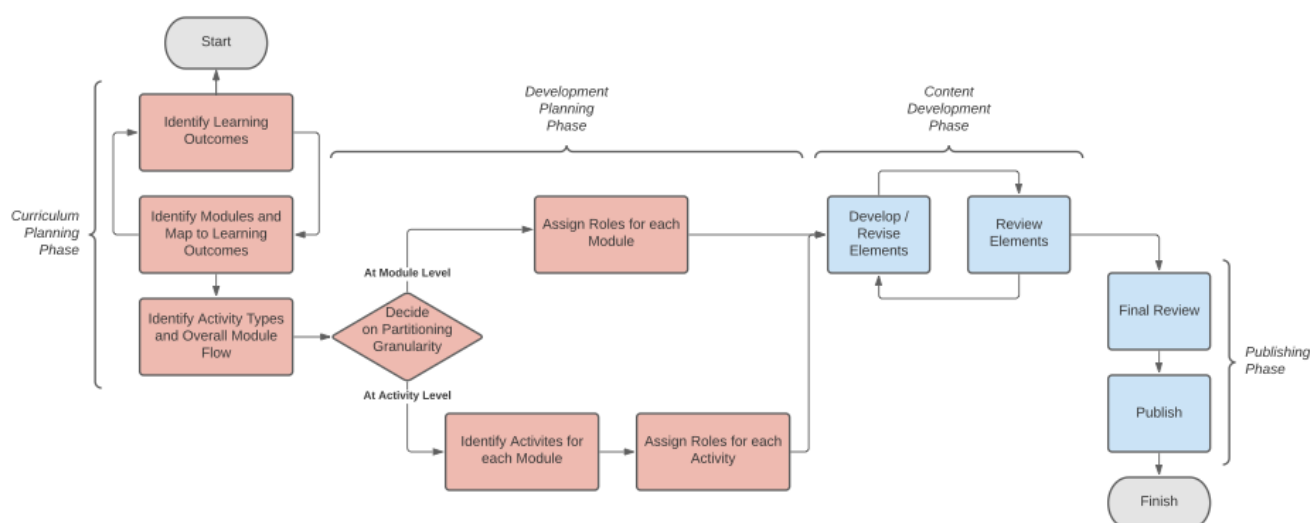 Start
Identify Learning
Outcomes
Curriculum
Planning
Phase
Identify Modules and
Map to Learning
Outcomes
Identify Activity Types
and Overall Module
Flow
Development
Planning
Phase
Decide
on Partitioning
Granularity
At Module Level
Assign Roles for each
Module
At Activity Level
Identify Activites for
each Module
Assign Roles for each
Activity
Content
Development
Phase
Develop /
Revise
Elements
Review
Elements
Final Review
Publish
Publishing
Phase
Finish